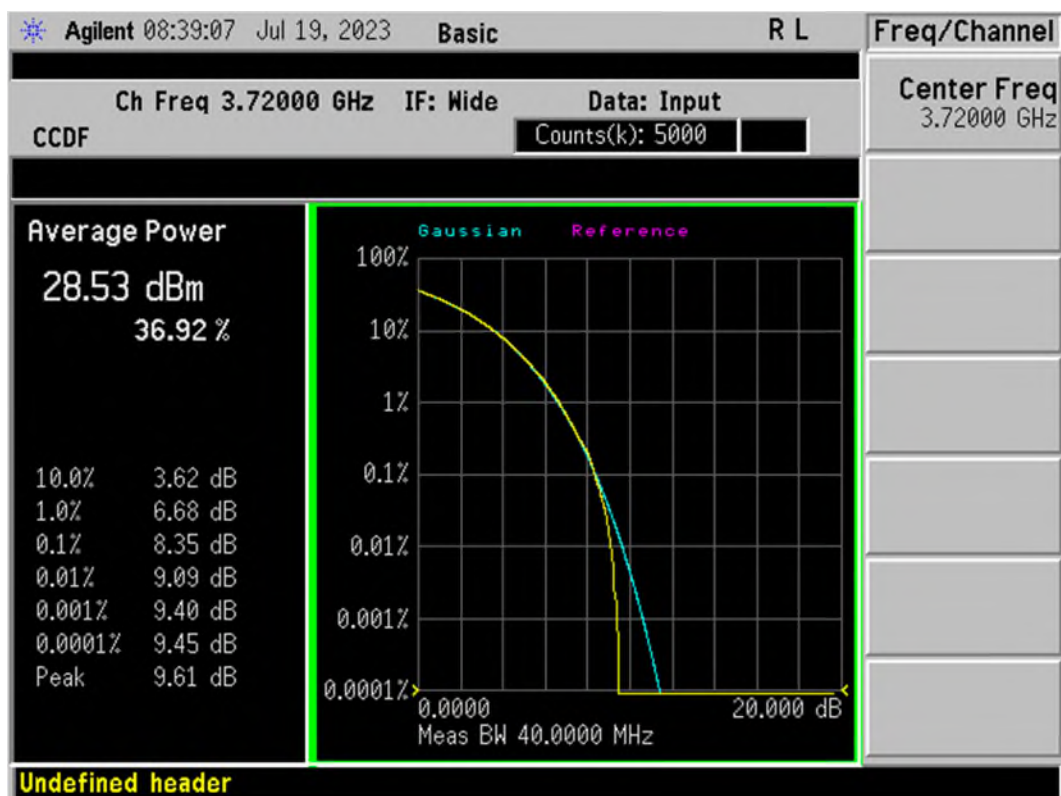 Agilent 08:39:07 Jul 19, 2023 Basic R L Freq/Channel
Ch Freq 3.72000 GHz IF: Wide Data: Input
CCDF
Counts(k): 5000
Center Freq
3.72000 GHz
Average Power
28.53 dBm
36.92 %
10.0% 3.62 dB
1.0% 6.68 dB
0.1% 8.35 dB
0.01% 9.09 dB
0.001% 9.40 dB
0.0001% 9.45 dB
Peak 9.61 dB
Gaussian Reference
100%
10%
1%
0.1%
0.01%
0.001%
0.0001%
0.0000 20.000 dB
Meas BW 40.0000 MHz
Undefined header